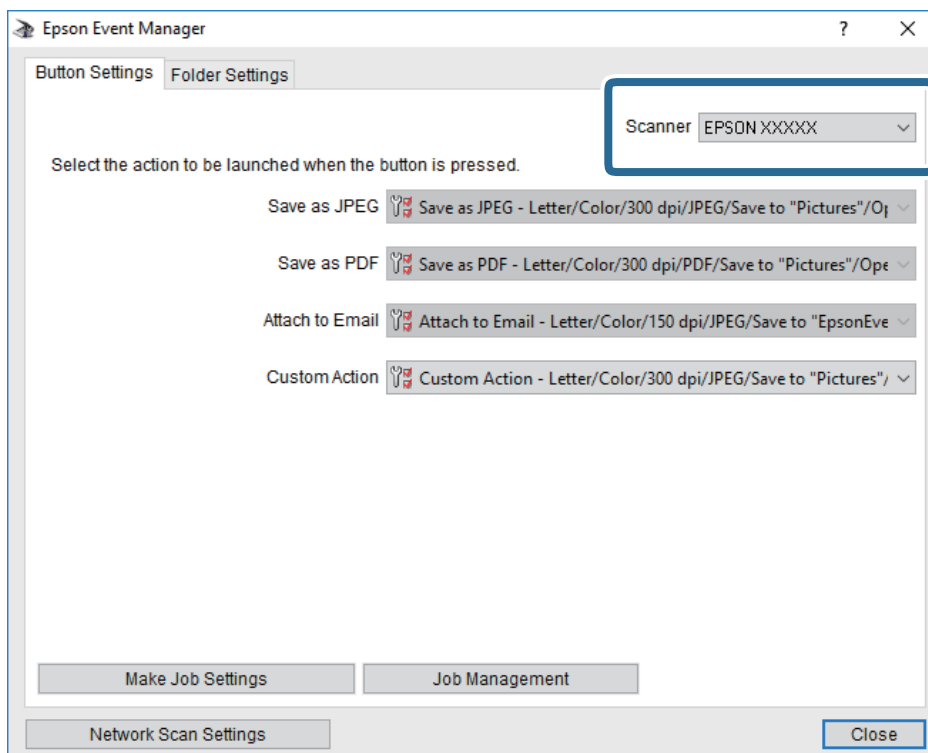 Epson Event Manager
Button Settings Folder Settings
Scanner EPSON XXXXX
Select the action to be launched when the button is pressed.
Save as JPEG Save as JPEG - Letter/Color/300 dpi/JPEG/Save to "Pictures"/Op
Save as PDF Save as PDF - Letter/Color/300 dpi/PDF/Save to "Pictures"/Ope
Attach to Email Attach to Email - Letter/Color/150 dpi/JPEG/Save to "EpsonEve
Custom Action Custom Action - Letter/Color/300 dpi/JPEG/Save to "Pictures"/
Make Job Settings Job Management
Network Scan Settings Close